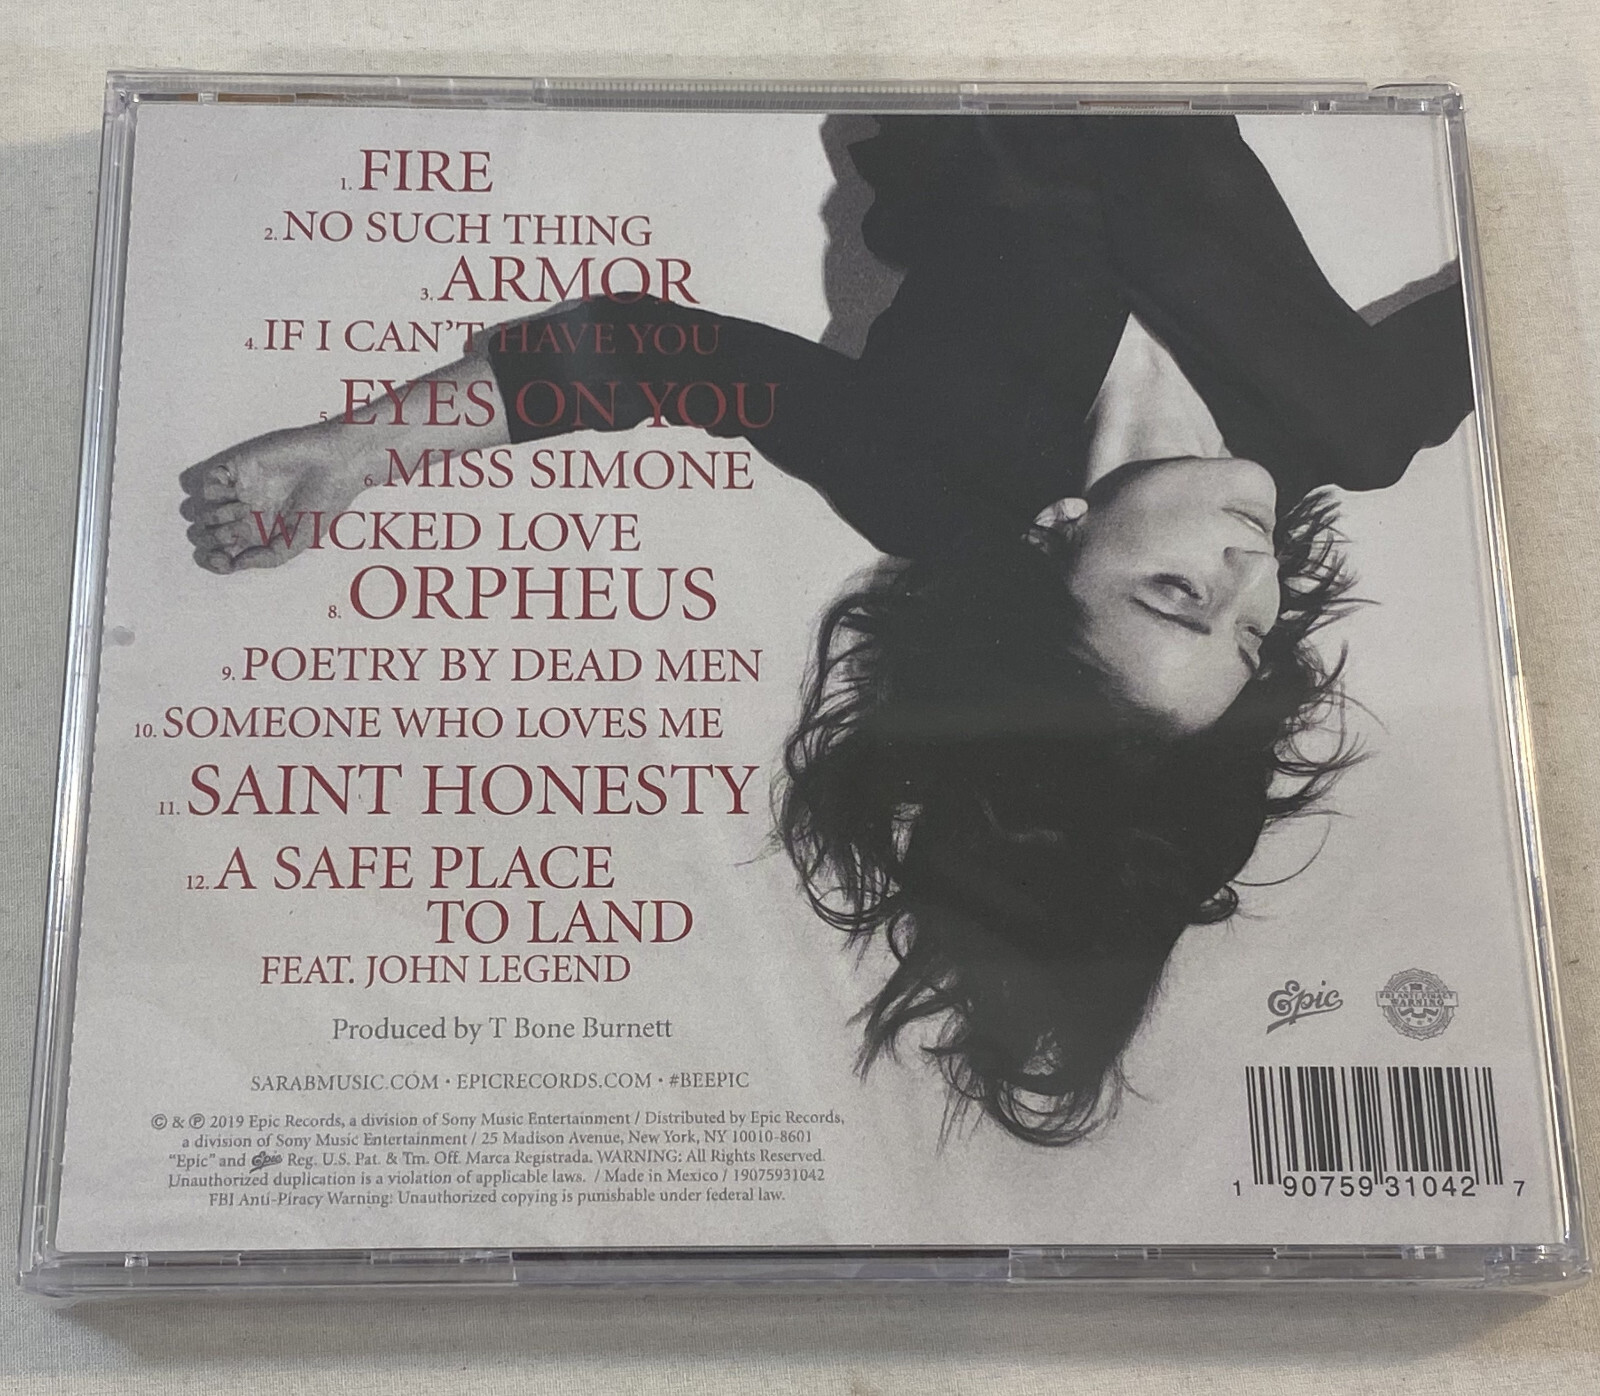 1. FIRE
2. NO SUCH THING
3. ARMOR
4. IF I CAN'T HAVE YOU
5. EYES ON YOU
6. MISS SIMONE
7. WICKED LOVE
8. ORPHEUS
9. POETRY BY DEAD MEN
10. SOMEONE WHO LOVES ME
11. SAINT HONESTY
12. A SAFE PLACE
TO LAND
FEAT. JOHN LEGEND
Produced by T Bone Burnett
SARABMUSIC.COM · EPICRECORDS.COM · #BEEPIC
© & ℗ 2019 Epic Records, a division of Sony Music Entertainment / Distributed by Epic Records,
a division of Sony Music Entertainment / 25 Madison Avenue, New York, NY 10010-8601
"Epic" and Epic Reg. U.S. Pat. & Tm. Off. Marca Registrada. WARNING: All Rights Reserved.
Unauthorized duplication is a violation of applicable laws. / Made in Mexico / 19075931042
FBI Anti-Piracy Warning: Unauthorized copying is punishable under federal law.
Epic
FBI ANTI-PIRACY
WARNING
1 90759 31042 7